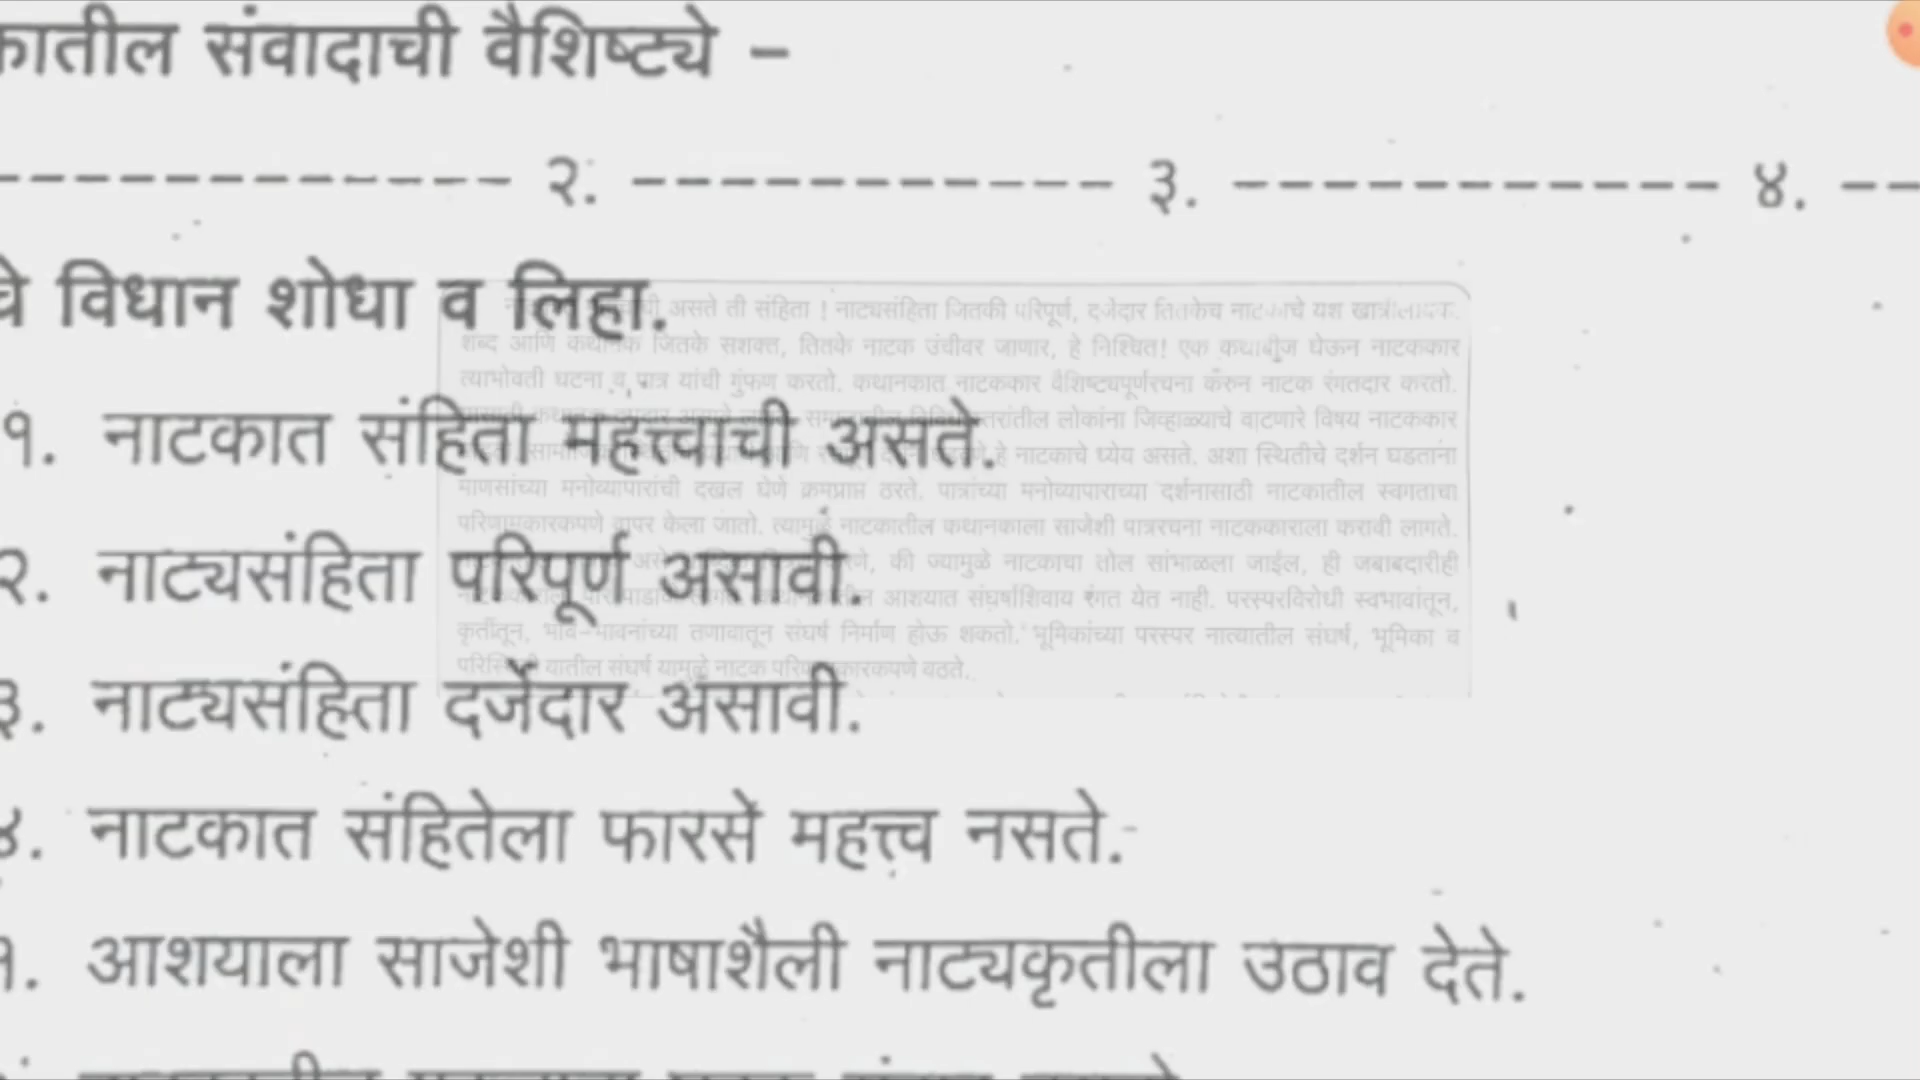 कातील संवादाची वैशिष्ट्ये –
------------ २. ----------- ३. ----------- ४. --
चे विधान शोधा व लिहा.
१. नाटकात संहिता महत्त्वाची असते.
२. नाट्यसंहिता परिपूर्ण असावी.
३. नाट्यसंहिता दर्जेदार असावी.
४. नाटकात संहितेला फारसे महत्त्व नसते.
१. आशयाला साजेशी भाषाशैली नाट्यकृतीला उठाव देते.
असते ती संहिता ! नाट्यसंहिता जितकी परिपूर्ण, दर्जेदार तितकेच नाटकाचे यश खात्रीलायक.
शब्द आणि कथानक जितके सशक्त, तितके नाटक उंचीवर जाणार, हे निश्चित! एक कथाबीज घेऊन नाटककार
त्याभोवती घटना व पात्र यांची गुंफण करतो. कथानकात नाटककार वैशिष्ट्यपूर्णरचना करुन नाटक रंगतदार करतो.
लोकांना जिव्हाळ्याचे वाटणारे विषय नाटककार
हे नाटकाचे ध्येय असते. अशा स्थितीचे दर्शन घडतांना
माणसांच्या मनोव्यापारांची दखल घेणे क्रमप्राप्त ठरते. पात्रांच्या मनोव्यापाराच्या दर्शनासाठी नाटकातील स्वगताचा
परिणामकारकपणे वापर केला जातो. त्यामुळे नाटकातील कथानकाला साजेशी पात्ररचना नाटककाराला करावी लागते.
की ज्यामुळे नाटकाचा तोल सांभाळला जाईल, ही जबाबदारीही
आशयात संघर्षाशिवाय रंगत येत नाही. परस्परविरोधी स्वभावांतून,
कृतींतून, भाव-भावनांच्या तणावातून संघर्ष निर्माण होऊ शकतो. भूमिकांच्या परस्पर नात्यातील संघर्ष, भूमिका व
यातील संघर्ष यामुळे नाटक परिणामकारकपणे वठते.